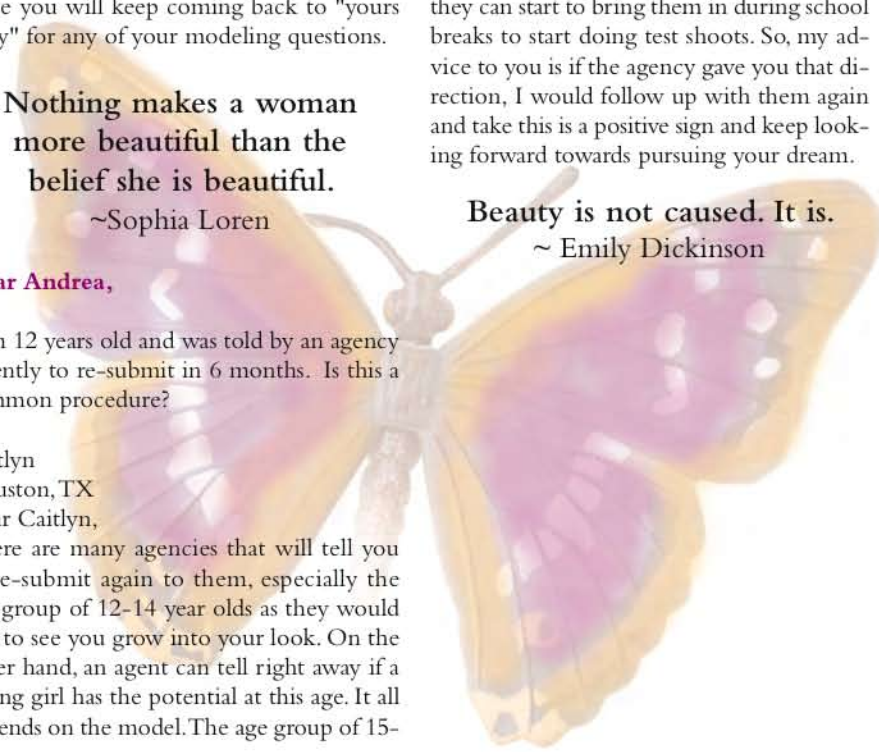 e you will keep coming back to "yours
y" for any of your modeling questions.
Nothing makes a woman
more beautiful than the
belief she is beautiful.
~Sophia Loren
ar Andrea,
12 years old and was told by an agency
ently to re-submit in 6 months. Is this a
mmon procedure?
tlyn
uston, TX
r Caitlyn,
ere are many agencies that will tell you
e-submit again to them, especially the
group of 12-14 year olds as they would
to see you grow into your look. On the
er hand, an agent can tell right away if a
ng girl has the potential at this age. It all
ends on the model. The age group of 15-
they can start to bring them in during school
breaks to start doing test shoots. So, my ad-
vice to you is if the agency gave you that di-
rection, I would follow up with them again
and take this is a positive sign and keep look-
ing forward towards pursuing your dream.
Beauty is not caused. It is.
~ Emily Dickinson